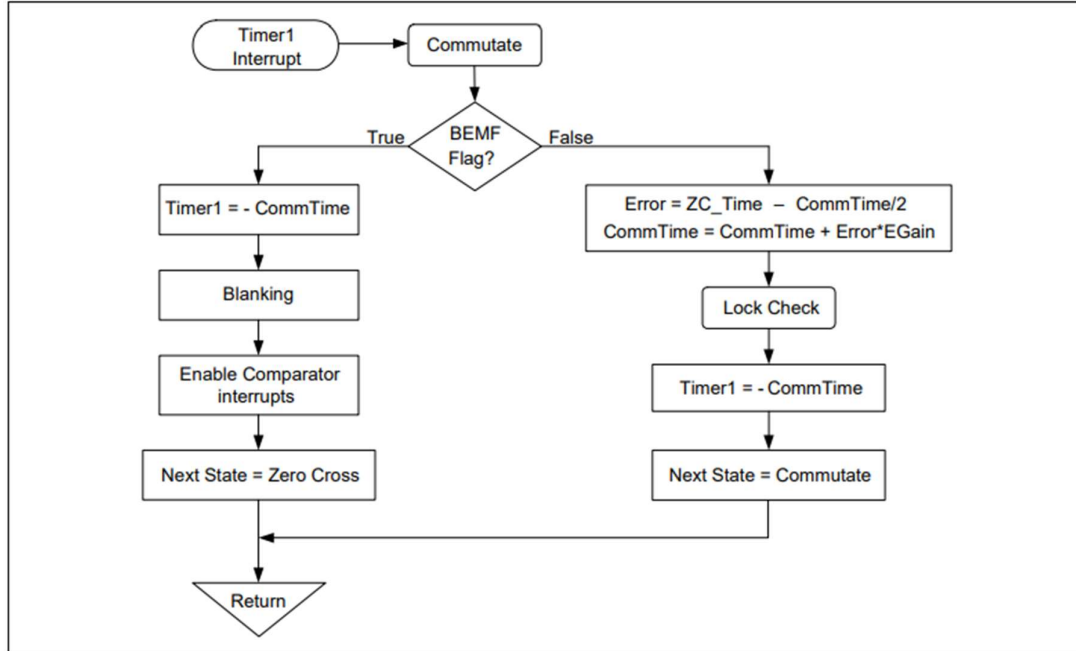 Timer1
Interrupt
Commutate
BEMF
Flag?
True
False
Timer1 = - CommTime
Blanking
Enable Comparator
interrupts
Next State = Zero Cross
Error = ZC_Time – CommTime/2
CommTime = CommTime + Error*EGain
Lock Check
Timer1 = - CommTime
Next State = Commutate
Return